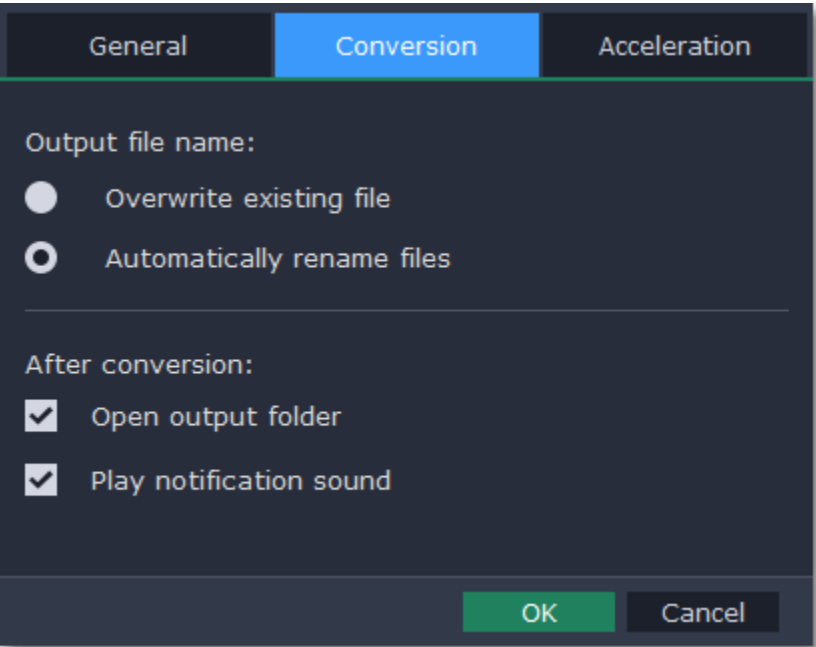 General Conversion Acceleration
Output file name:
Overwrite existing file
Automatically rename files
After conversion:
Open output folder
Play notification sound
OK Cancel